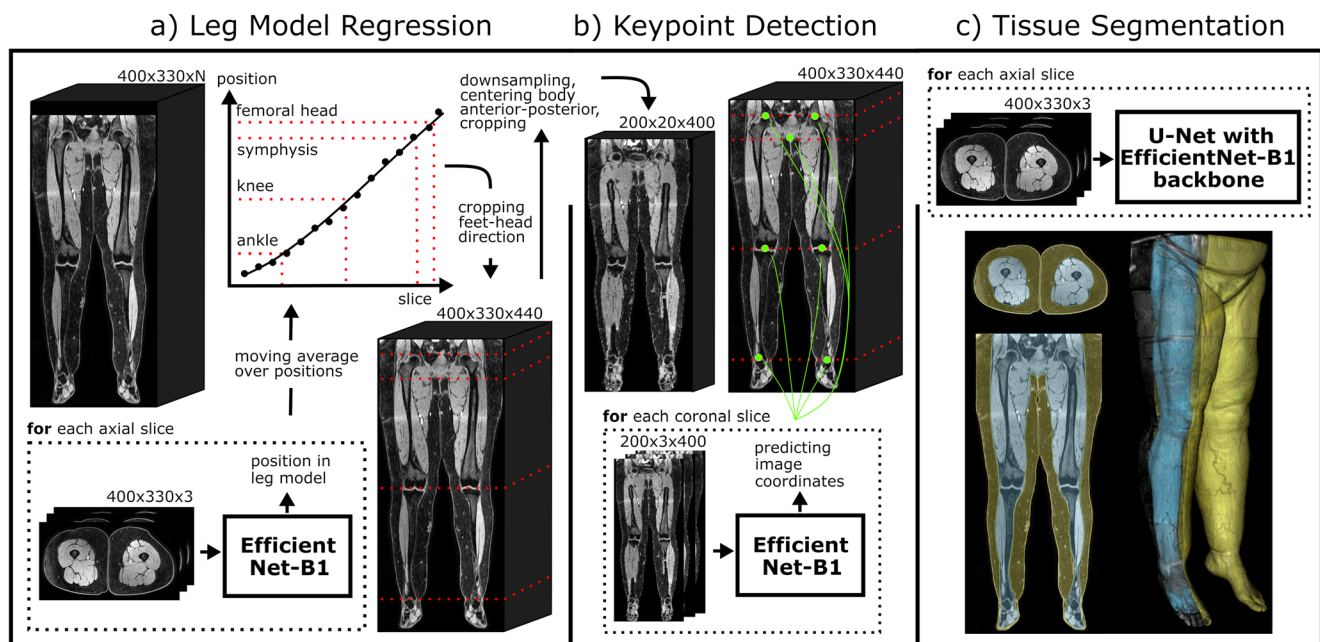 a) Leg Model Regression
400x330xN
position
femoral head
symphysis
knee
ankle
slice
cropping
feet-head
direction
moving average
over positions
400x330x440
for each axial slice
position in
leg model
400x330x3
Efficient
Net-B1
b) Keypoint Detection
downsampling,
centering body
anterior-posterior,
cropping
200x20x400
400x330x440
for each coronal slice
200x3x400
predicting
image
coordinates
Efficient
Net-B1
c) Tissue Segmentation
for each axial slice
400x330x3
U-Net with
EfficientNet-B1
backbone